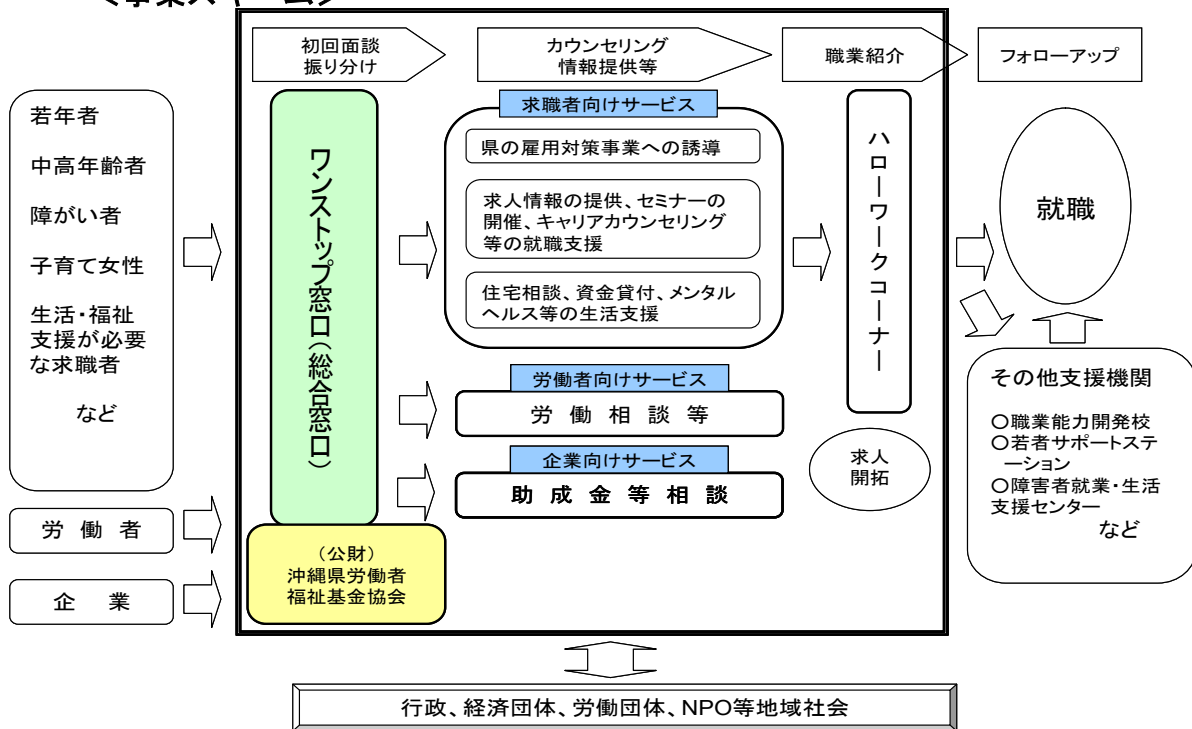 <事業スキーム>
初回面談
振り分け
カウンセリング
情報提供等
職業紹介
フォローアップ
若年者
中高年齢者
障がい者
子育て女性
生活・福祉
支援が必要
な求職者
など
労働者
企業
ワンストップ窓口(総合窓口)
(公財)
沖縄県労働者
福祉基金協会
求職者向けサービス
県の雇用対策事業への誘導
求人情報の提供、セミナーの
開催、キャリアカウンセリング
等の就職支援
住宅相談、資金貸付、メンタル
ヘルス等の生活支援
労働者向けサービス
労働相談等
企業向けサービス
助成金等相談
ハローワークコーナー
求人
開拓
就職
その他支援機関
〇職業能力開発校
〇若者サポートステ
ーション
〇障害者就業・生活
支援センター
など
行政、経済団体、労働団体、NPO等地域社会